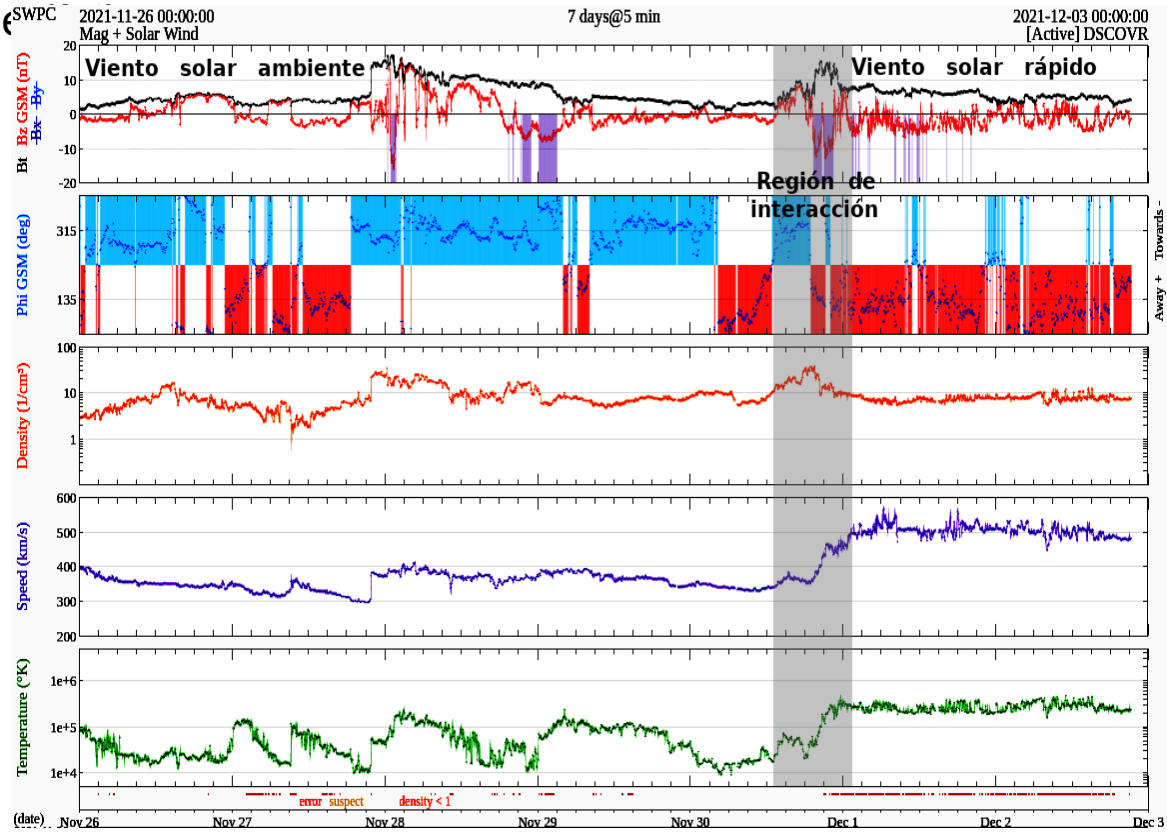 SWPC 2021-11-26 00:00:00 7 days@5 min 2021-12-03 00:00:00
Mag + Solar Wind [Active] DSCOVR
Viento solar ambiente Viento solar rápido
Bt Bz GSM (nT)
Bx By
20
10
0
-10
-20
Región de
interacción
Phi GSM (deg)
315
135
Towards -
Away +
Density (1/cm³)
100
10
1
Speed (km/s)
600
500
400
300
200
Temperature (°K)
1e+6
1e+5
1e+4
error suspect density < 1
(date) Nov 26 Nov 27 Nov 28 Nov 29 Nov 30 Dec 1 Dec 2 Dec 3